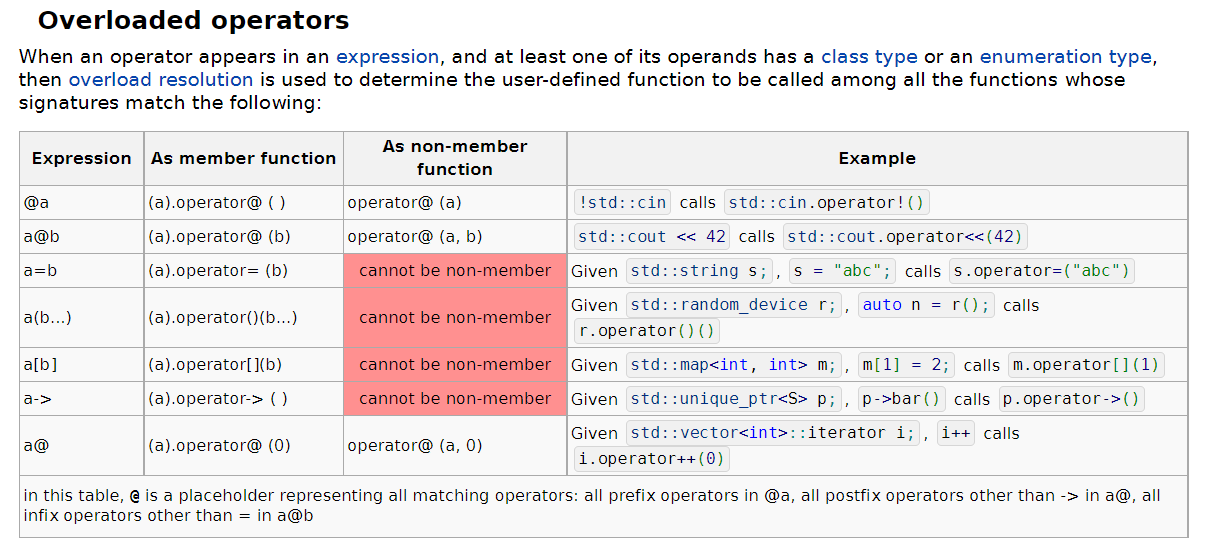 Overloaded operators
When an operator appears in an expression, and at least one of its operands has a class type or an enumeration type,
then overload resolution is used to determine the user-defined function to be called among all the functions whose
signatures match the following:
Expression As member function As non-member function Example
@a (a).operator@ ( ) operator@ (a) !std::cin calls std::cin.operator!()
a@b (a).operator@ (b) operator@ (a, b) std::cout << 42 calls std::cout.operator<<(42)
a=b (a).operator= (b) cannot be non-member Given std::string s;, s = "abc"; calls s.operator=("abc")
a(b...) (a).operator()(b...) cannot be non-member Given std::random_device r;, auto n = r(); calls
r.operator()()
a[b] (a).operator[](b) cannot be non-member Given std::map<int, int> m;, m[1] = 2; calls m.operator[](1)
a-> (a).operator-> ( ) cannot be non-member Given std::unique_ptr<S> p;, p->bar() calls p.operator->()
a@ (a).operator@ (0) operator@ (a, 0) Given std::vector<int>::iterator i;, i++ calls
i.operator++(0)
in this table, @ is a placeholder representing all matching operators: all prefix operators in @a, all postfix operators other than -> in a@, all
infix operators other than = in a@b